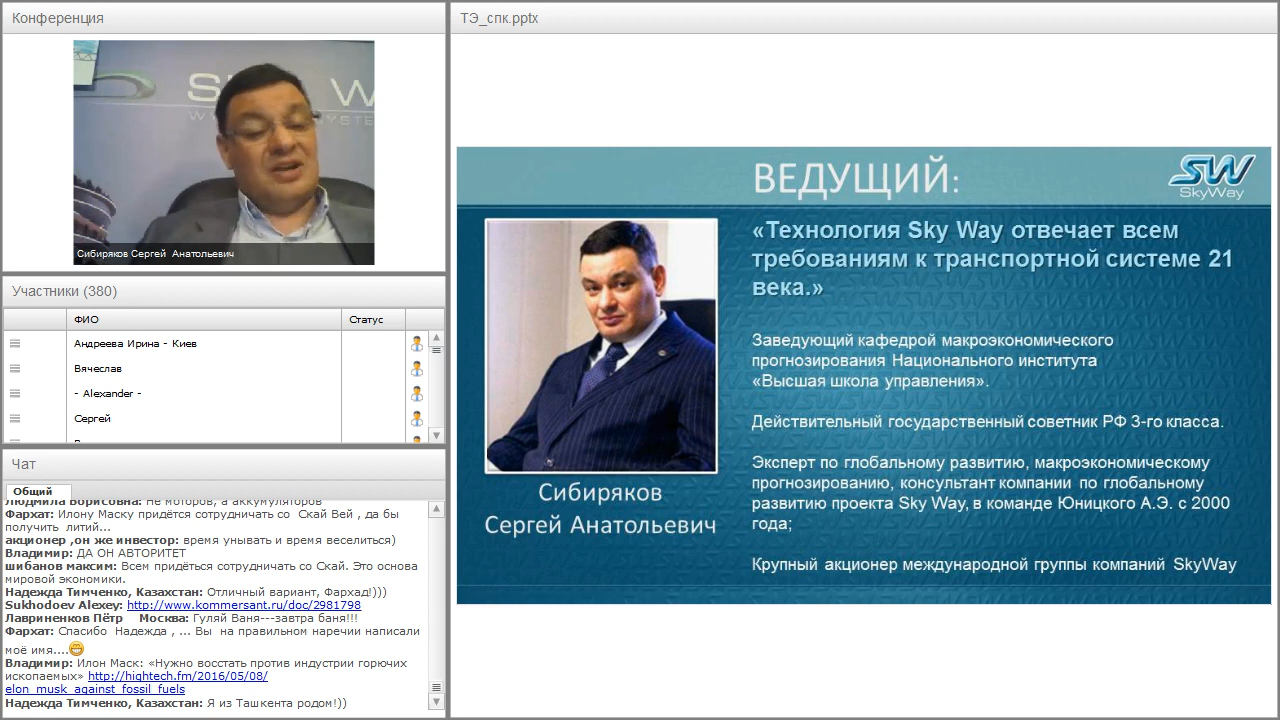 Конференция
SK W
Сибиряков Сергей Анатольевич
Участники (380)
ФИО Статус
Андреева Ирина - Киев
Вячеслав
- Alexander -
Сергей
Чат
Общий
Людмила Борисовна: Не моторов, а аккумуляторов
Фархат: Илону Маску придётся сотрудничать со Скай Вей , да бы
получить литий...
акционер ,он же инвестор: время унывать и время веселиться)
Владимир: ДА ОН АВТОРИТЕТ
шибанов максим: Всем придёться сотрудничать со Скай. Это основа
мировой экономики.
Надежда Тимченко, Казахстан: Отличный вариант, Фархад!)))
Sukhodoev Alexey: http://www.kommersant.ru/doc/2981798
Лавриненков Пётр Москва: Гуляй Ваня---завтра баня!!!
Фархат: Спасибо Надежда , ... Вы на правильном наречии написали
моё имя....
Владимир: Илон Маск: «Нужно восстать против индустрии горючих
ископаемых» http://hightech.fm/2016/05/08/
elon_musk_against_fossil_fuels
Надежда Тимченко, Казахстан: Я из Ташкента родом!))
ТЭ_спк.pptx
ВЕДУЩИЙ:
SW
SkyWay
«Технология Sky Way отвечает всем
требованиям к транспортной системе 21
века.»
Заведующий кафедрой макроэкономического
прогнозирования Национального института
«Высшая школа управления».
Действительный государственный советник РФ 3-го класса.
Эксперт по глобальному развитию, макроэкономическому
прогнозированию, консультант компании по глобальному
развитию проекта Sky Way, в команде Юницкого А.Э. с 2000
года;
Крупный акционер международной группы компаний SkyWay
Сибиряков
Сергей Анатольевич